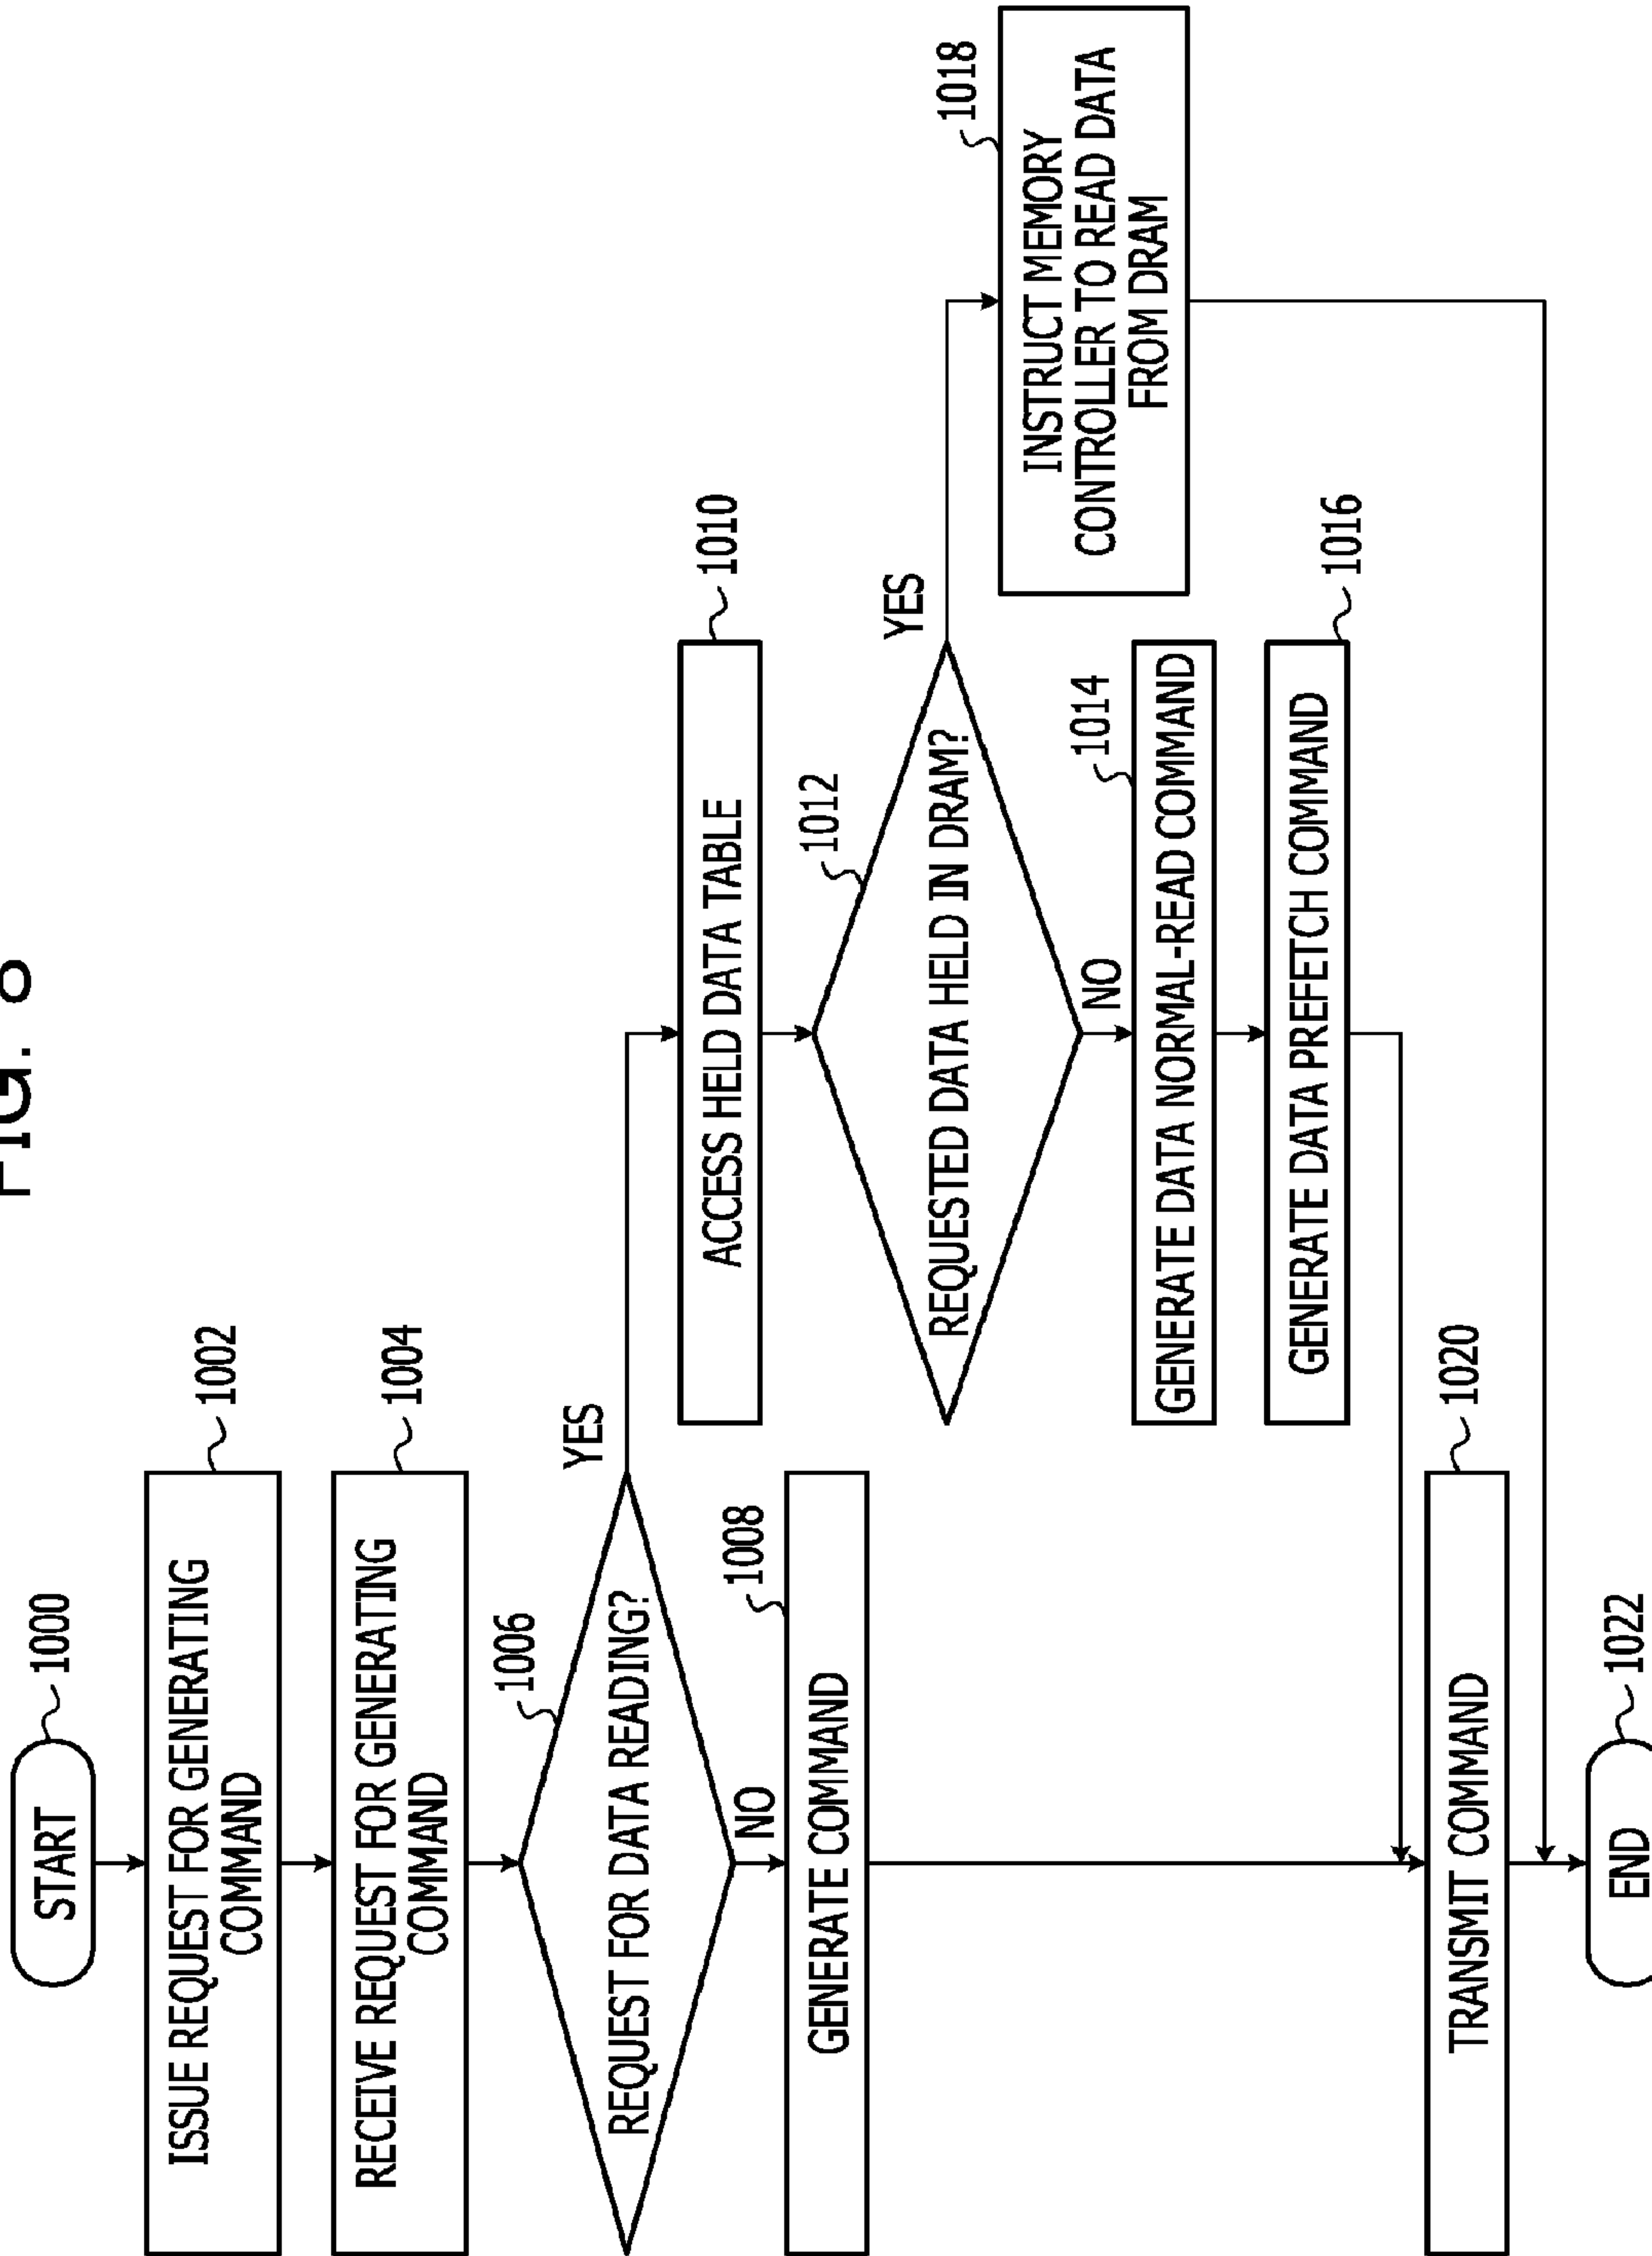 FIG. 8
START
1000
ISSUE REQUEST FOR GENERATING
COMMAND
1002
RECEIVE REQUEST FOR GENERATING
COMMAND
1004
1006
REQUEST FOR DATA READING?
YES
NO
1008
GENERATE COMMAND
ACCESS HELD DATA TABLE
1010
1012
REQUESTED DATA HELD IN DRAM?
YES
NO
1014
GENERATE DATA NORMAL-READ COMMAND
GENERATE DATA PREFETCH COMMAND
1016
1018
INSTRUCT MEMORY
CONTROLLER TO READ DATA
FROM DRAM
TRANSMIT COMMAND
1020
END
1022